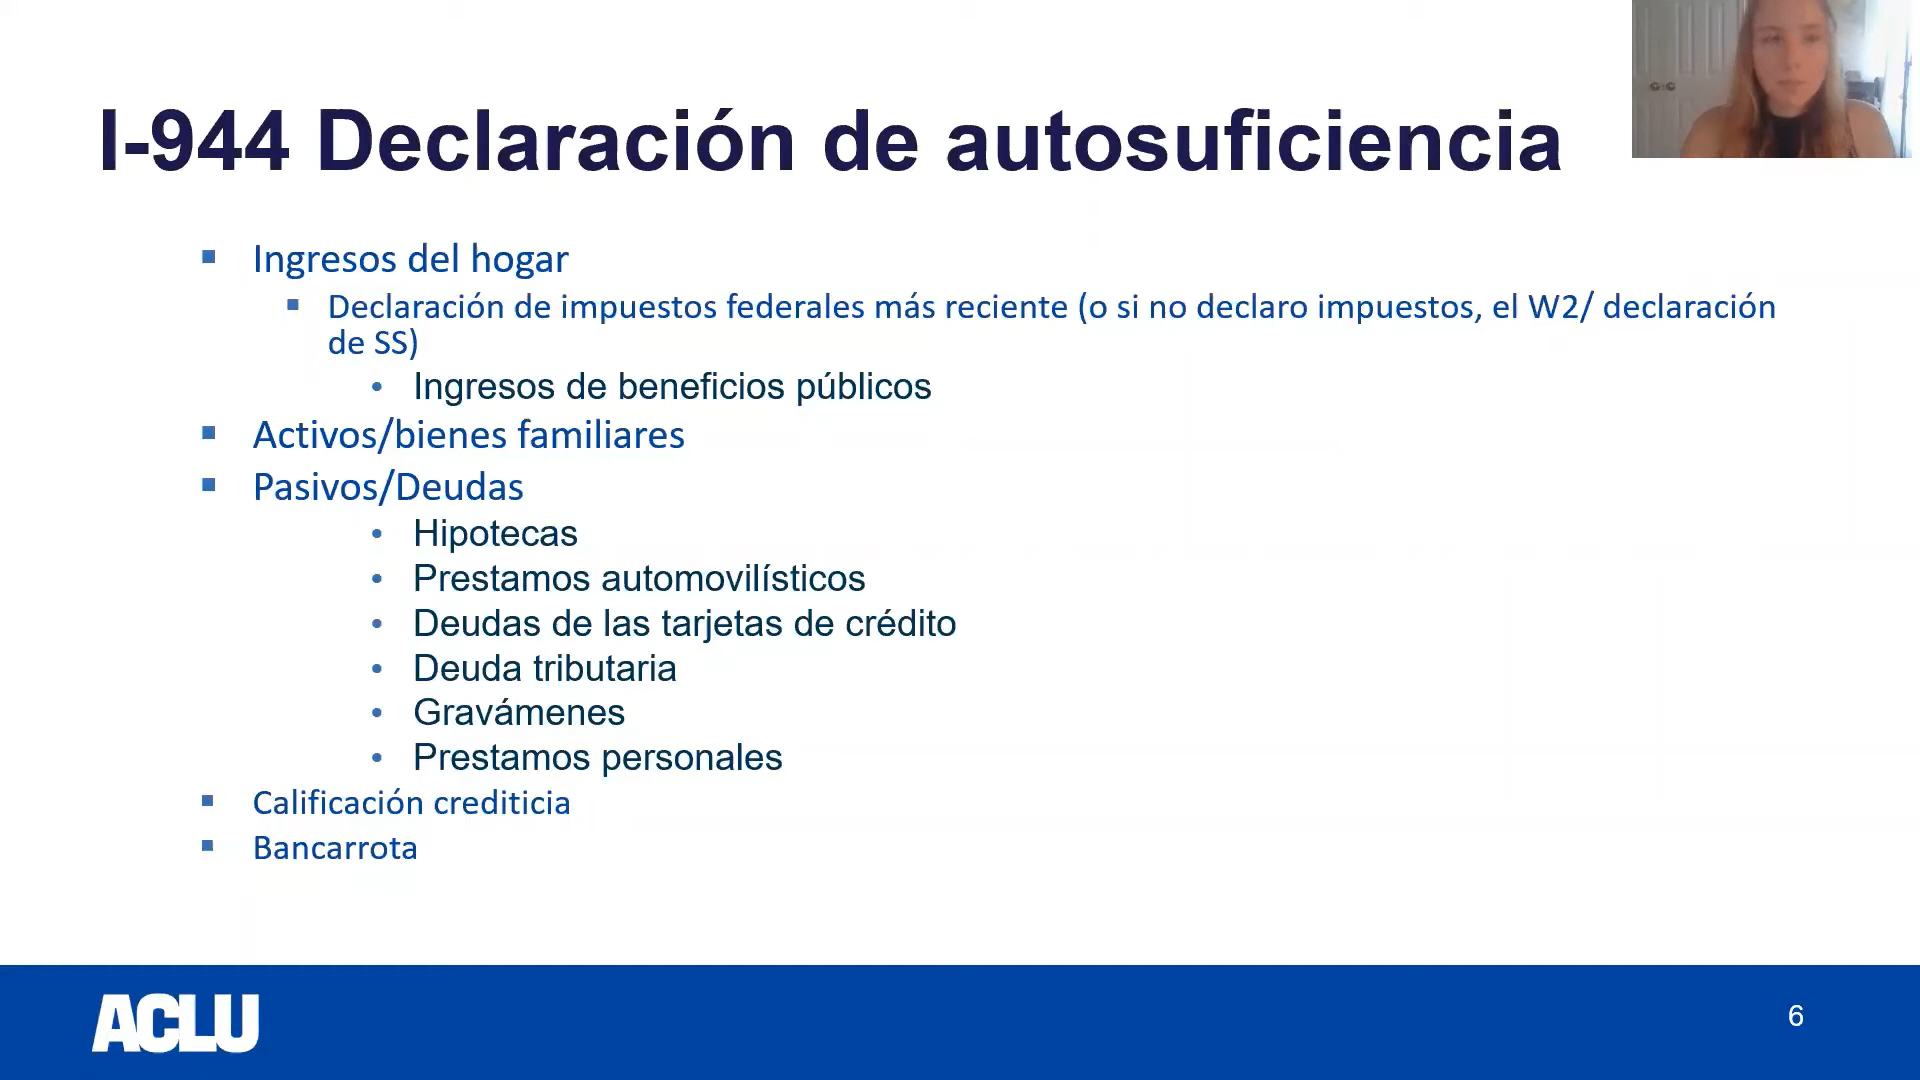 I-944 Declaración de autosuficiencia
Ingresos del hogar
Declaración de impuestos federales más reciente (o si no declaro impuestos, el W2/ declaración
de SS)
Ingresos de beneficios públicos
Activos/bienes familiares
Pasivos/Deudas
Hipotecas
Prestamos automovilísticos
Deudas de las tarjetas de crédito
Deuda tributaria
Gravámenes
Prestamos personales
Calificación crediticia
Bancarrota
ACLU
6